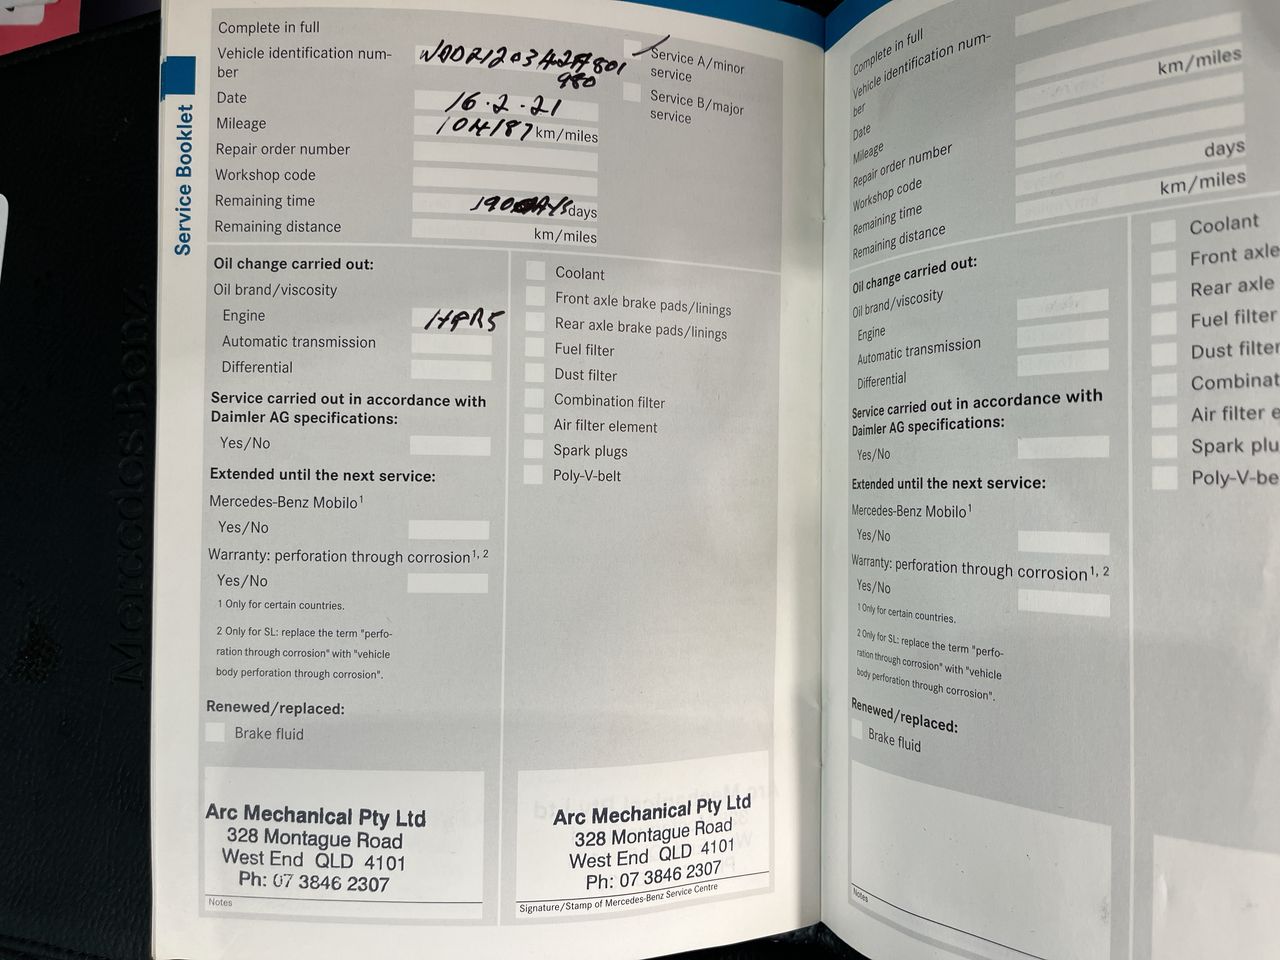 Service Booklet
Complete in full
Vehicle identification num-
ber
Date 16.2.21
Mileage 104187 km/miles
Repair order number
Workshop code
Remaining time 190 days
Remaining distance km/miles
Service A/minor
service
Service B/major
service
Oil change carried out:
Oil brand/viscosity
Engine HPR5
Automatic transmission
Differential
Service carried out in accordance with
Daimler AG specifications:
Yes/No
Extended until the next service:
Mercedes-Benz Mobilo¹
Yes/No
Warranty: perforation through corrosion¹, ²
Yes/No
1 Only for certain countries.
2 Only for SL: replace the term "perfo-
ration through corrosion" with "vehicle
body perforation through corrosion".
Renewed/replaced:
Brake fluid
Coolant
Front axle brake pads/linings
Rear axle brake pads/linings
Fuel filter
Dust filter
Combination filter
Air filter element
Spark plugs
Poly-V-belt
Arc Mechanical Pty Ltd
328 Montague Road
West End QLD 4101
Ph: 07 3846 2307
Notes
Arc Mechanical Pty Ltd
328 Montague Road
West End QLD 4101
Ph: 07 3846 2307
Signature/Stamp of Mercedes-Benz Service Centre
Complete in full
Vehicle identification num-
ber
Date
Mileage km/miles
Repair order number
Workshop code
Remaining time days
Remaining distance km/miles
Oil change carried out:
Oil brand/viscosity
Engine
Automatic transmission
Differential
Service carried out in accordance with
Daimler AG specifications:
Yes/No
Extended until the next service:
Mercedes-Benz Mobilo¹
Yes/No
Warranty: perforation through corrosion¹, ²
Yes/No
1 Only for certain countries.
2 Only for SL: replace the term "perfo-
ration through corrosion" with "vehicle
body perforation through corrosion".
Renewed/replaced:
Brake fluid
Notes
Coolant
Front axle
Rear axle
Fuel filter
Dust filter
Combinat
Air filter e
Spark plu
Poly-V-be
Mercedes-Benz